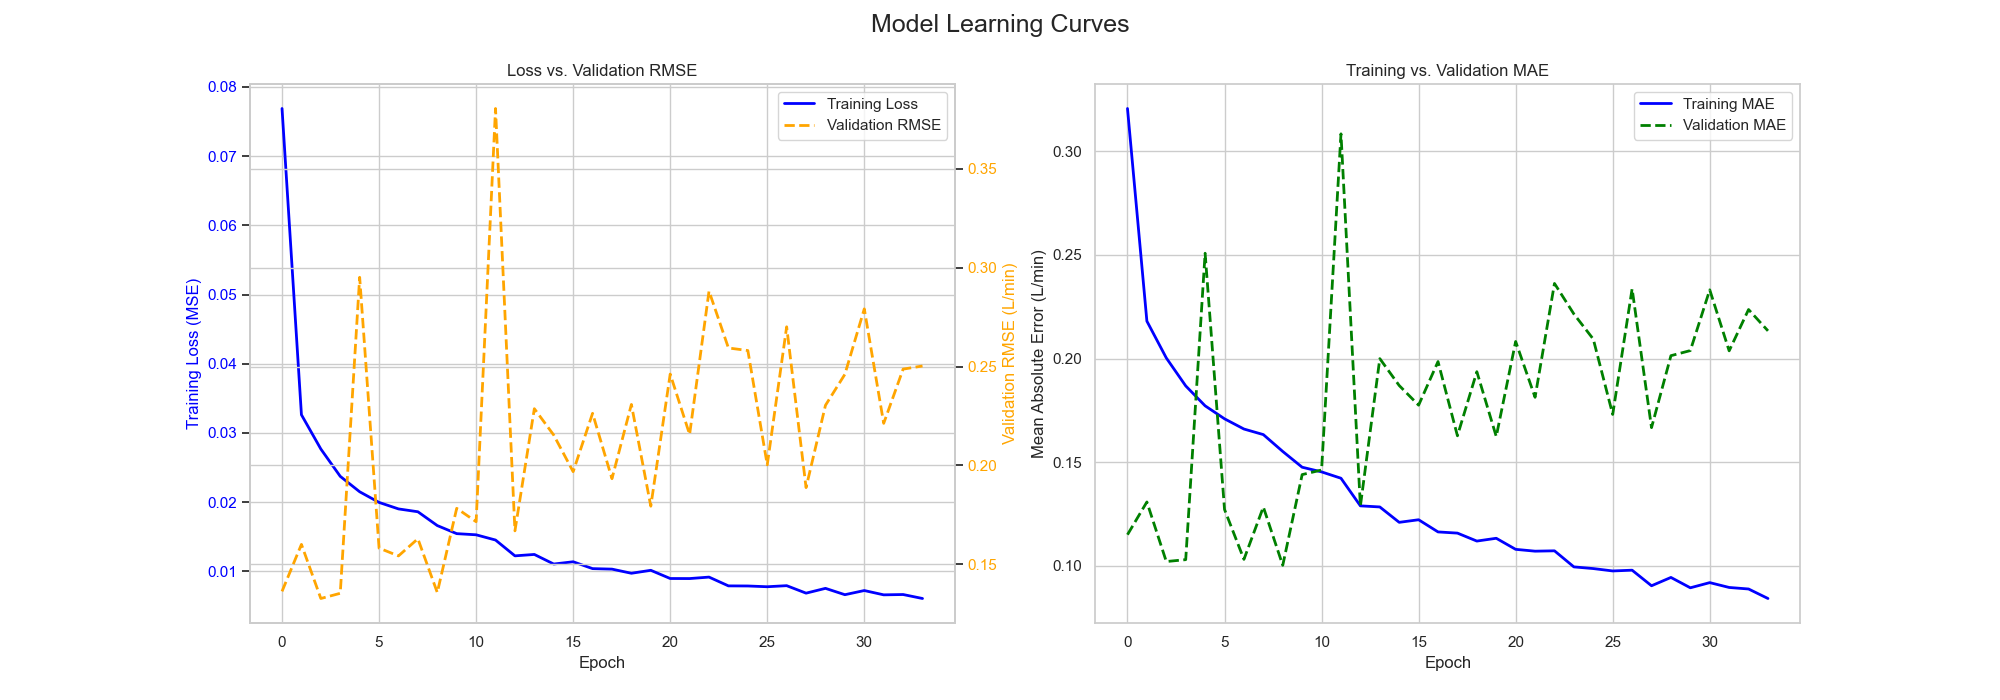 Model Learning Curves
Loss vs. Validation RMSE
Training Loss
Validation RMSE
0.08
0.07
0.06
0.05
0.04
0.03
0.02
0.01
Training Loss (MSE)
0.35
0.30
0.25
0.20
0.15
Validation RMSE (L/min)
0 5 10 15 20 25 30
Epoch
Training vs. Validation MAE
Training MAE
Validation MAE
0.30
0.25
0.20
0.15
0.10
Mean Absolute Error (L/min)
0 5 10 15 20 25 30
Epoch